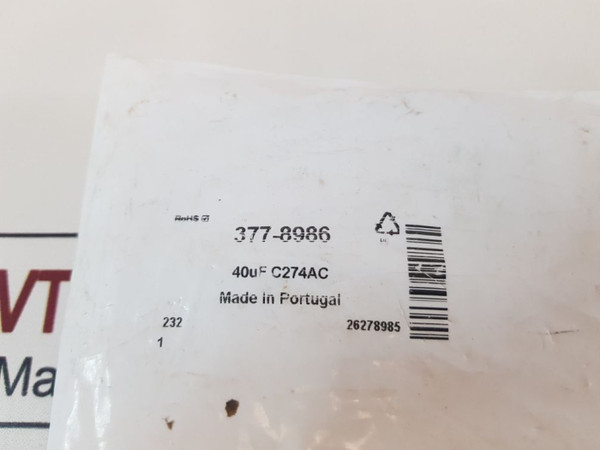 RoHS
377-8986
40uF C274AC
Made in Portugal
232
26278985
1
VT
Ma